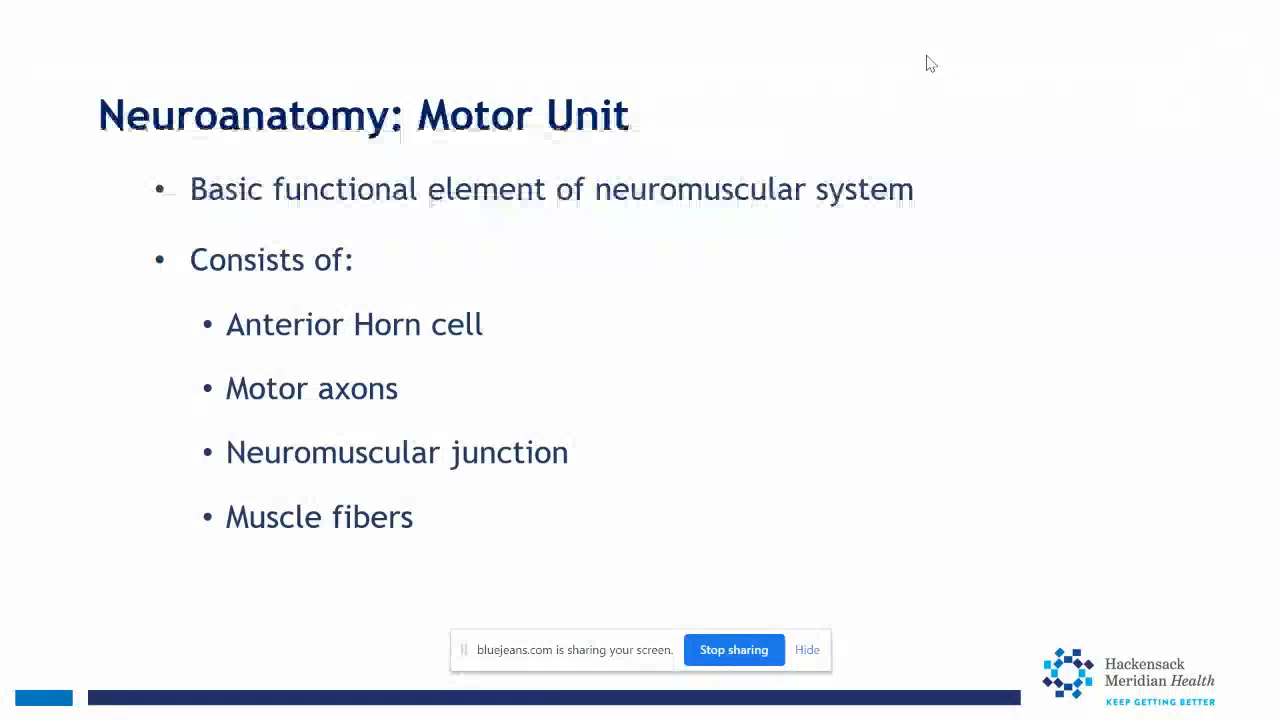 Neuroanatomy: Motor Unit
• Basic functional element of neuromuscular system
• Consists of:
• Anterior Horn cell
• Motor axons
• Neuromuscular junction
• Muscle fibers
bluejeans.com is sharing your screen. Stop sharing Hide
Hackensack
Meridian Health
KEEP GETTING BETTER